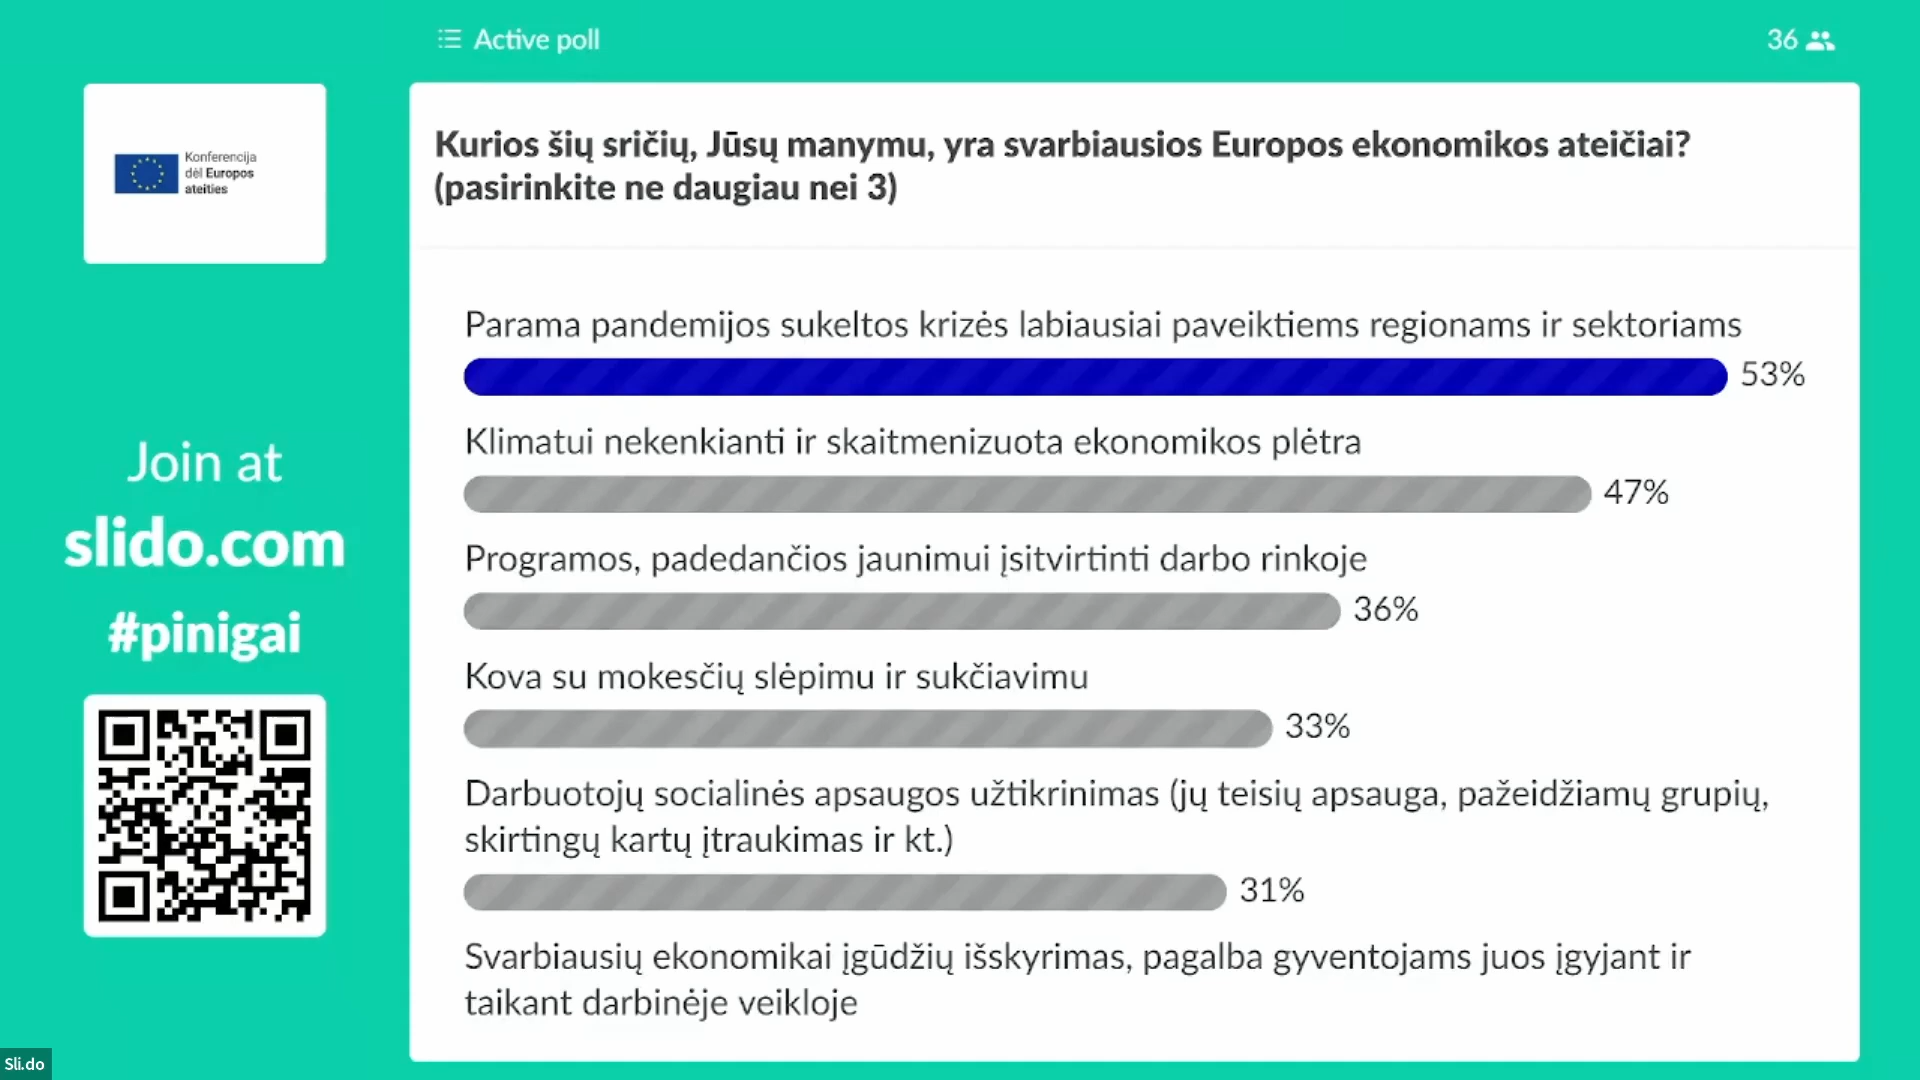 Active poll
36
Konferencija
dėl Europos
ateities
Kurios šių sričių, Jūsų manymu, yra svarbiausios Europos ekonomikos ateičiai?
(pasirinkite ne daugiau nei 3)
Parama pandemijos sukeltos krizės labiausiai paveiktiems regionams ir sektoriams
53%
Klimatui nekenkianti ir skaitmenizuota ekonomikos plėtra
47%
Programos, padedančios jaunimui įsitvirtinti darbo rinkoje
36%
Kova su mokesčių slėpimu ir sukčiavimu
33%
Darbuotojų socialinės apsaugos užtikrinimas (jų teisių apsauga, pažeidžiamų grupių,
skirtingų kartų įtraukimas ir kt.)
31%
Svarbiausių ekonomikai įgūdžių išskyrimas, pagalba gyventojams juos įgyjant ir
taikant darbinėje veikloje
Join at
slido.com
#pinigai
Sli.do